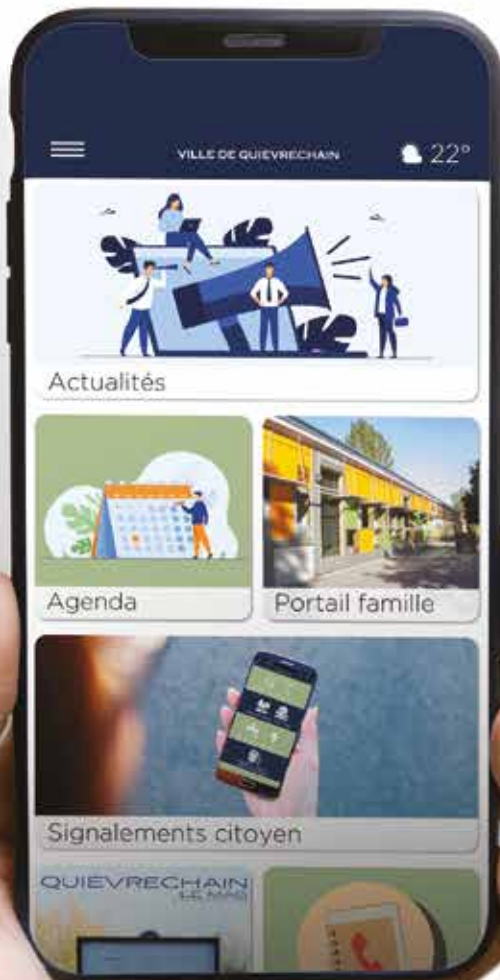 VILLE DE QUIEVRECHAIN
22°
Actualités
Agenda
Portail famille
Signalements citoyen
QUIEVRECHAIN
LE MAG